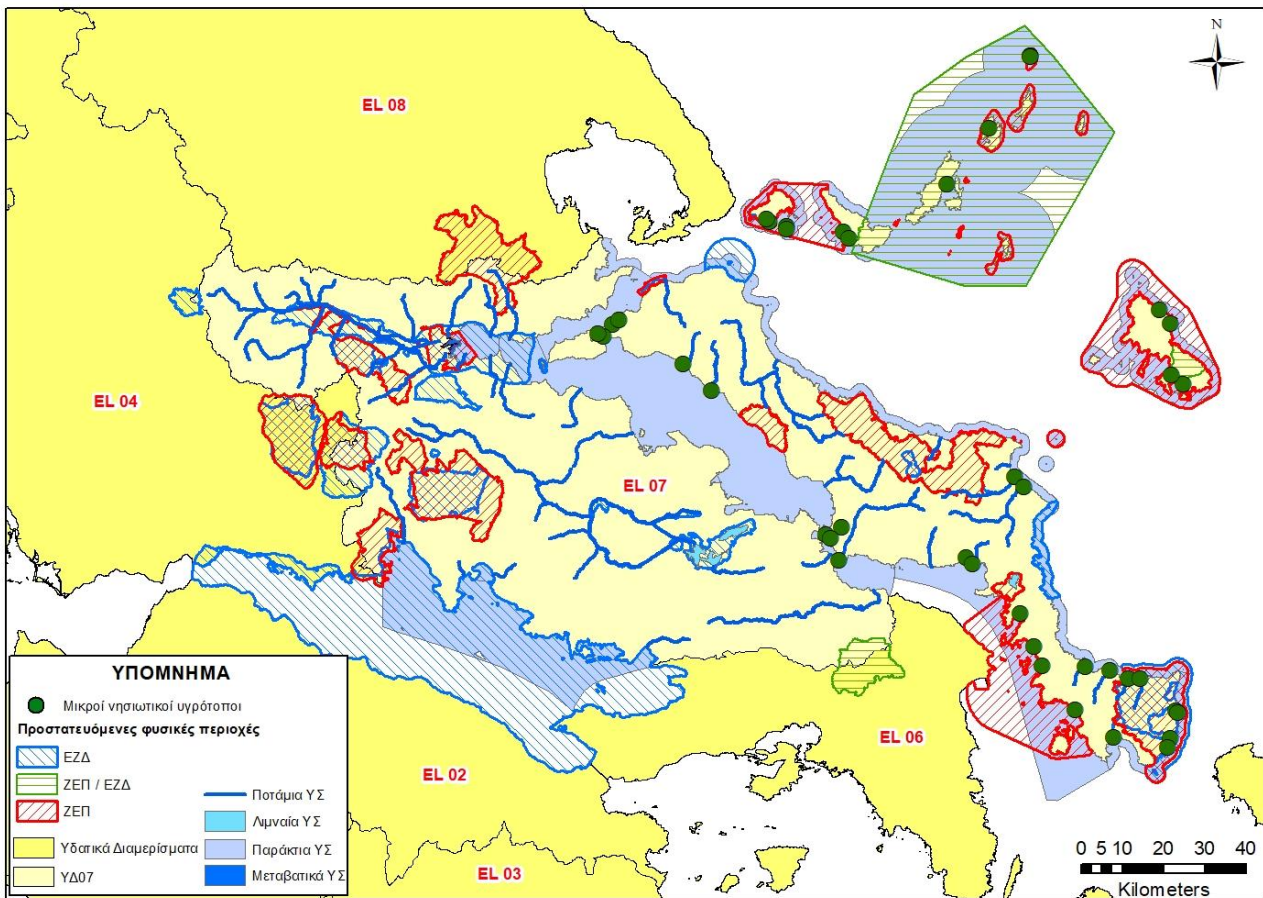 N
EL 08
EL 04
EL 07
EL 06
EL 02
EL 03
ΥΠΟΜΝΗΜΑ
Μικροί νησιωτικοί υγρότοποι
Προστατευόμενες φυσικές περιοχές
ΕΖΔ
ΖΕΠ / ΕΖΔ
ΖΕΠ
Υδατικά Διαμερίσματα
ΥΔ07
Ποτάμια ΥΣ
Λιμναία ΥΣ
Παράκτια ΥΣ
Μεταβατικά ΥΣ
0 5 10 20 30 40
Kilometers